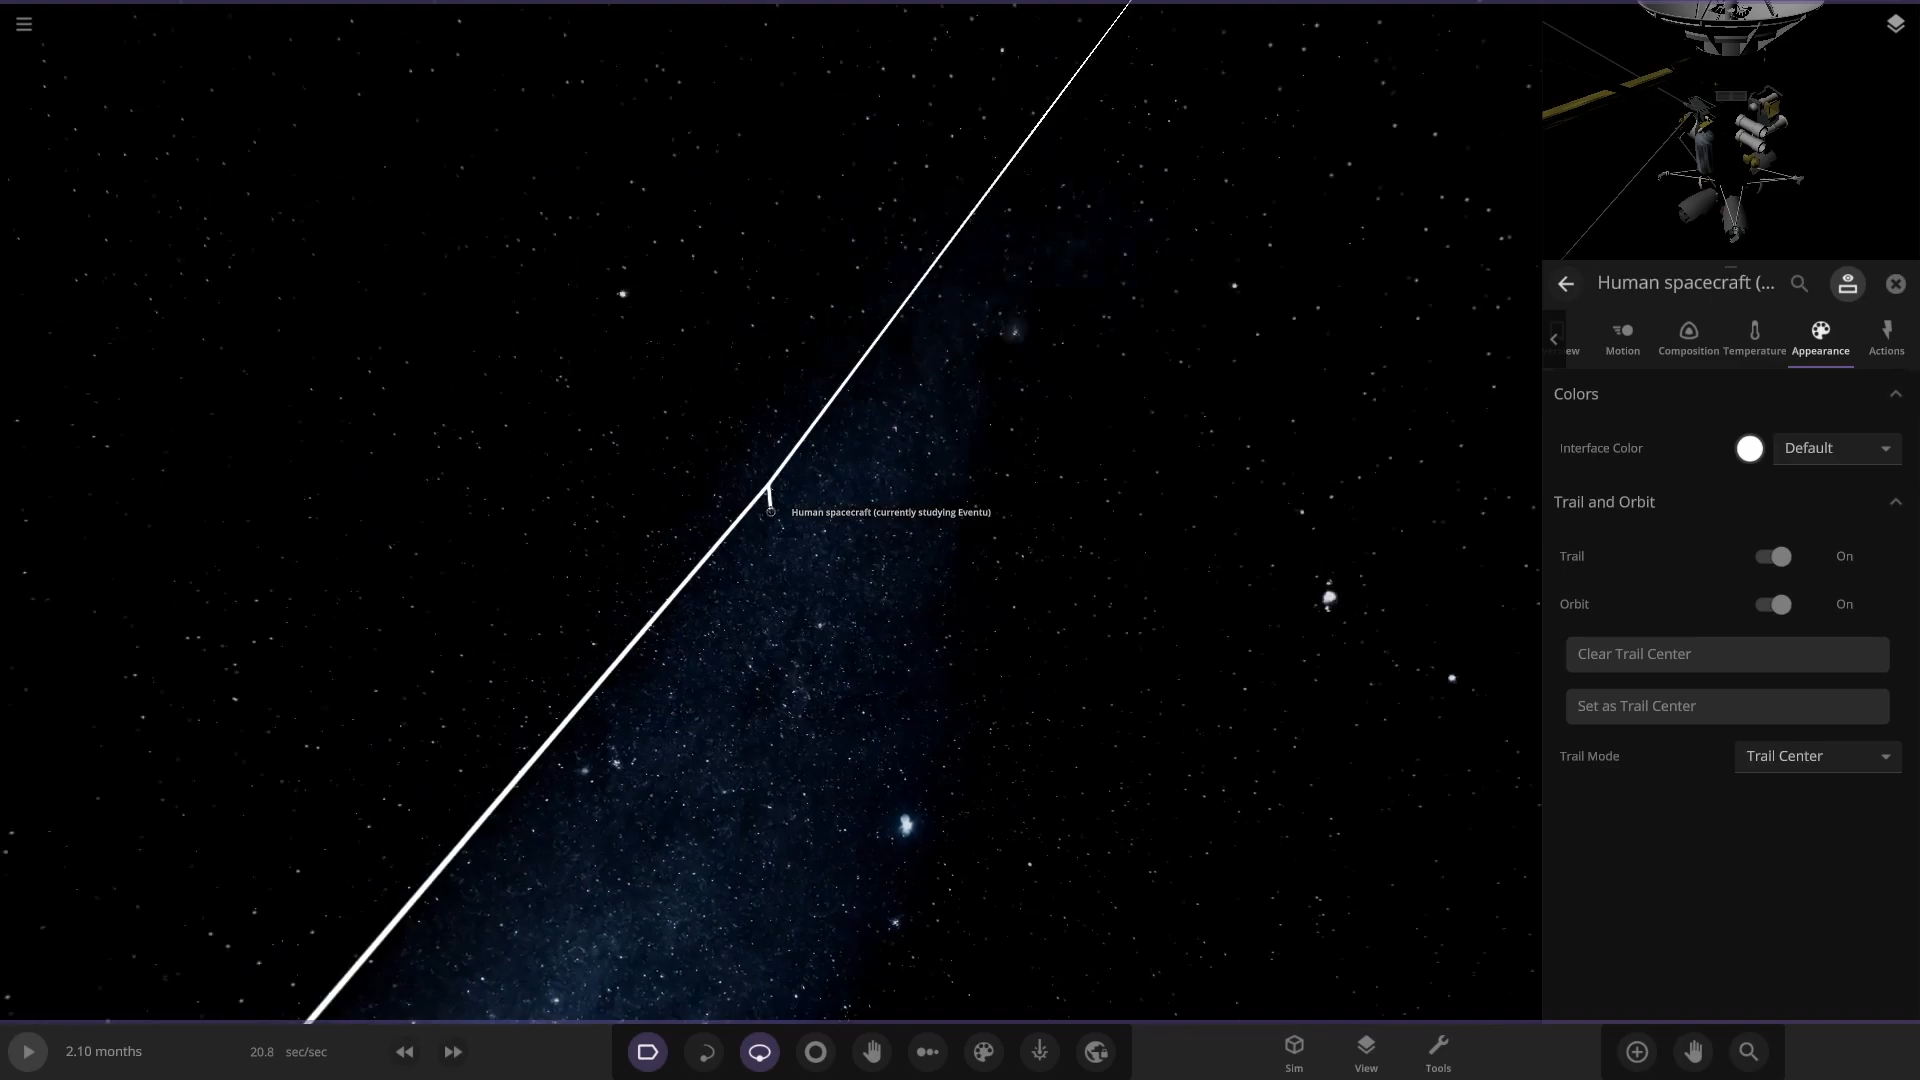 Human spacecraft (...
Motion
Composition
Temperature
Appearance
Actions
Colors
Interface Color
Default
Trail and Orbit
Trail
On
Orbit
On
Clear Trail Center
Set as Trail Center
Trail Mode
Trail Center
Human spacecraft (currently studying Eventu)
2.10 months
20.8 sec/sec
Sim
View
Tools